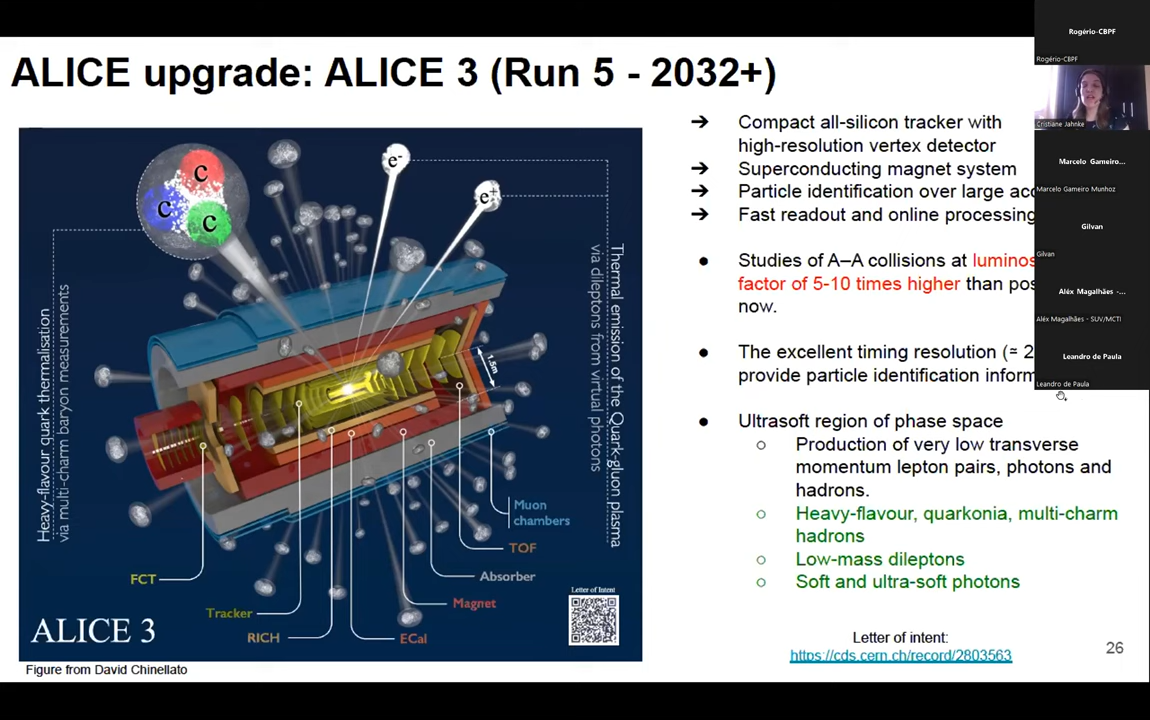 ALICE upgrade: ALICE 3 (Run 5 - 2032+)
c
c
c
e-
e+
Heavy-flavour quark thermalisation
via multi-charm baryon measurements
Thermal emission of the Quark-gluon plasma
via dileptons from virtual photons
1.5m
Muon
chambers
TOF
Absorber
Magnet
ECal
RICH
Tracker
FCT
Letter of Intent
ALICE 3
Figure from David Chinellato
➔ Compact all-silicon tracker with
high-resolution vertex detector
➔ Superconducting magnet system
➔ Particle identification over large
➔ Fast readout and online processing
● Studies of A–A collisions at
factor of 5-10 times higher than
now.
● The excellent timing resolution (≃ 2
provide particle identification
● Ultrasoft region of phase space
○ Production of very low transverse
momentum lepton pairs, photons and
hadrons.
○ Heavy-flavour, quarkonia, multi-charm
hadrons
○ Low-mass dileptons
○ Soft and ultra-soft photons
Letter of intent:
https://cds.cern.ch/record/2803563
26
Rogério-CBPF
Rogério-CBPF
Cristiane Jahnke
Marcelo Gameiro...
Marcelo Gameiro Munhoz
Gilvan
Gilvan
Aléx Magalhães -...
Aléx Magalhães - SUV/MCTI
Leandro de Paula
Leandro de Paula